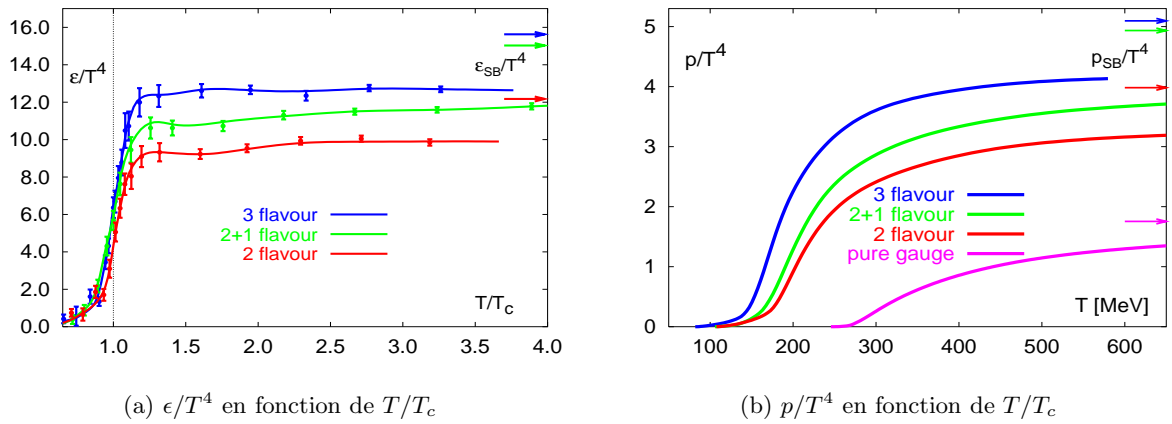 16.0
14.0
12.0
10.0
8.0
6.0
4.0
2.0
0.0
ε/T⁴
ε_SB/T⁴
3 flavour
2+1 flavour
2 flavour
T/T_c
1.0 1.5 2.0 2.5 3.0 3.5 4.0
(a) ϵ/T⁴ en fonction de T/T_c
5
4
3
2
1
0
p/T⁴
p_SB/T⁴
3 flavour
2+1 flavour
2 flavour
pure gauge
T [MeV]
100 200 300 400 500 600
(b) p/T⁴ en fonction de T/T_c